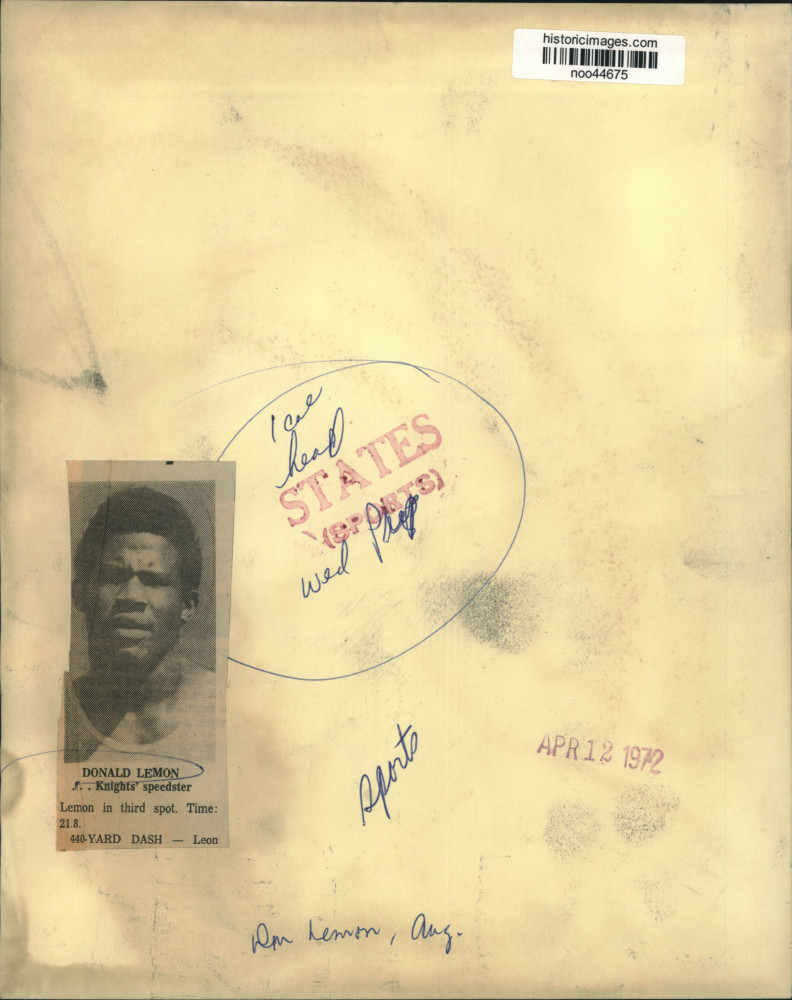 historicimages.com
noo44675
1 col
head
STATES
(SPORTS)
Wed Prep
DONALD LEMON
. . . Knights' speedster
Lemon in third spot. Time:
21.8.
440-YARD DASH — Leon
sports
APR 12 1972
Don Lemon, Aug.